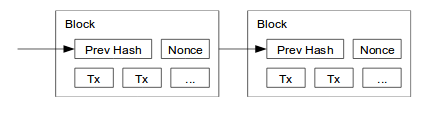 Block
Prev Hash Nonce
Tx Tx ...
Block
Prev Hash Nonce
Tx Tx ...